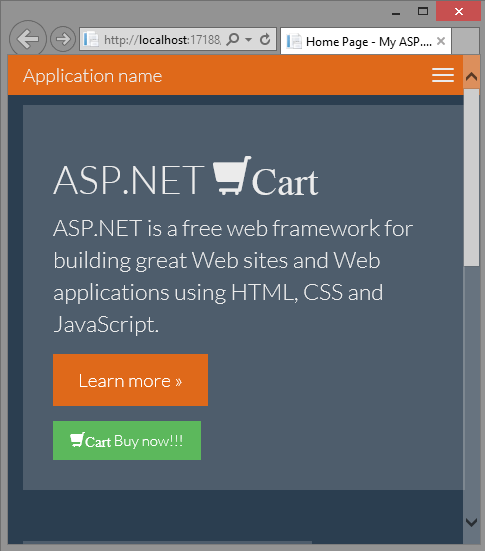 http://localhost:17188/
Home Page - My ASP....
Application name
ASP.NET Cart
ASP.NET is a free web framework for
building great Web sites and Web
applications using HTML, CSS and
JavaScript.
Learn more »
Cart Buy now!!!